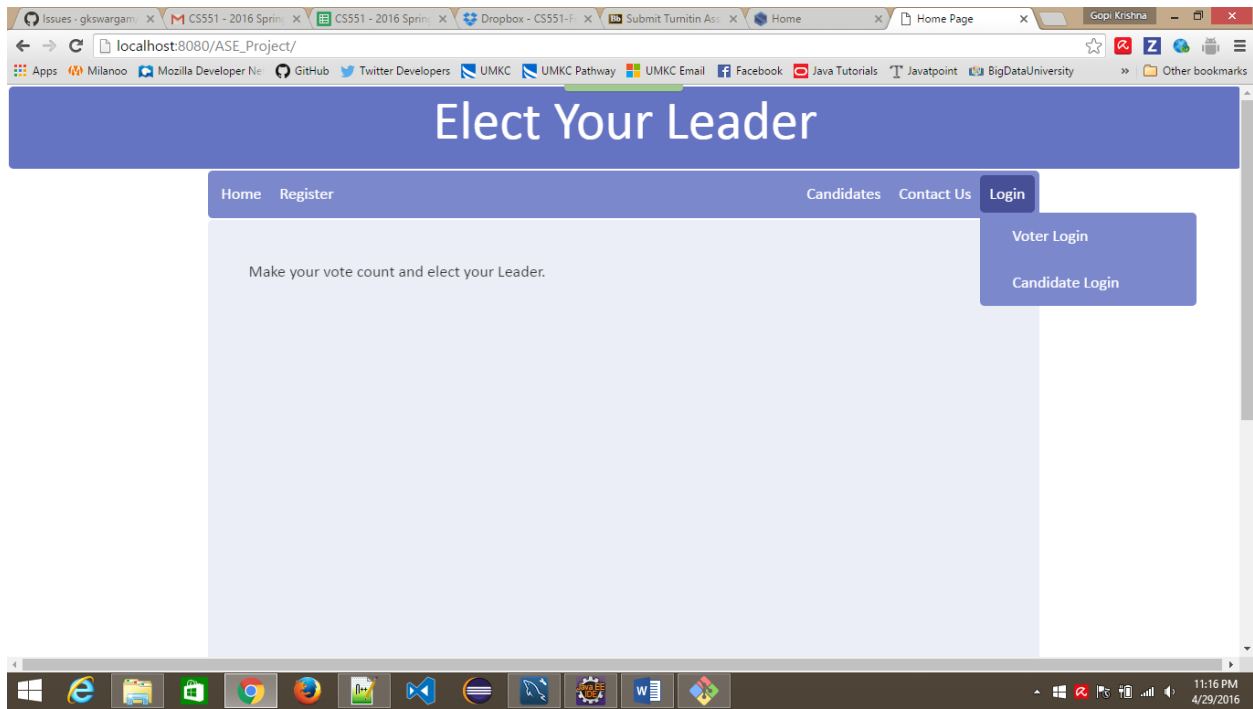 Issues - gkswargam
CS551 - 2016 Spring
CS551 - 2016 Spring
Dropbox - CS551-F
Bb Submit Turnitin Ass
Home
Home Page
Gopi Krishna
localhost:8080/ASE_Project/
Apps Milanoo Mozilla Developer Ne GitHub Twitter Developers UMKC UMKC Pathway UMKC Email Facebook Java Tutorials Javatpoint BigDataUniversity » Other bookmarks
Elect Your Leader
Home Register Candidates Contact Us Login
Voter Login
Make your vote count and elect your Leader.
Candidate Login
11:16 PM
4/29/2016